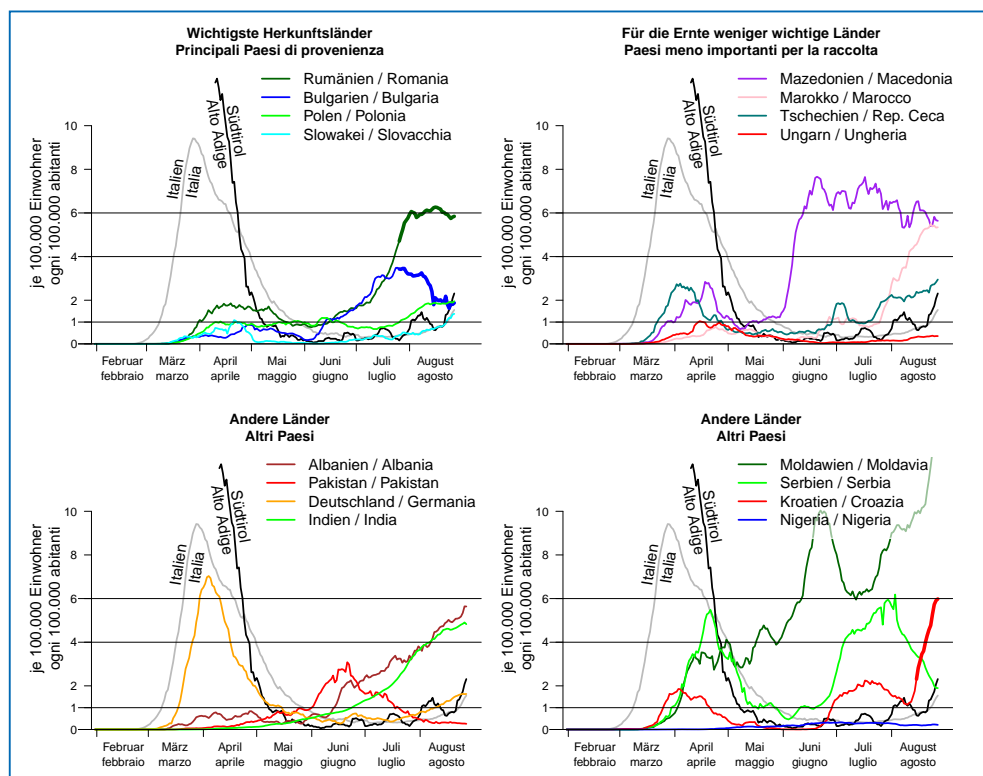 Wichtigste Herkunftsländer
Principali Paesi di provenienza
Rumänien / Romania
Bulgarien / Bulgaria
Polen / Polonia
Slowakei / Slovacchia
Südtirol
Alto Adige
Italien
Italia
je 100.000 Einwohner
ogni 100.000 abitanti
10
8
6
4
2
1
0
Februar März April Mai Juni Juli August
febbraio marzo aprile maggio giugno luglio agosto
Für die Ernte weniger wichtige Länder
Paesi meno importanti per la raccolta
Mazedonien / Macedonia
Marokko / Marocco
Tschechien / Rep. Ceca
Ungarn / Ungheria
Südtirol
Alto Adige
Italien
Italia
je 100.000 Einwohner
ogni 100.000 abitanti
10
8
6
4
2
1
0
Februar März April Mai Juni Juli August
febbraio marzo aprile maggio giugno luglio agosto
Andere Länder
Altri Paesi
Albanien / Albania
Pakistan / Pakistan
Deutschland / Germania
Indien / India
Südtirol
Alto Adige
Italien
Italia
je 100.000 Einwohner
ogni 100.000 abitanti
10
8
6
4
2
1
0
Februar März April Mai Juni Juli August
febbraio marzo aprile maggio giugno luglio agosto
Andere Länder
Altri Paesi
Moldawien / Moldavia
Serbien / Serbia
Kroatien / Croazia
Nigeria / Nigeria
Südtirol
Alto Adige
Italien
Italia
je 100.000 Einwohner
ogni 100.000 abitanti
10
8
6
4
2
1
0
Februar März April Mai Juni Juli August
febbraio marzo aprile maggio giugno luglio agosto